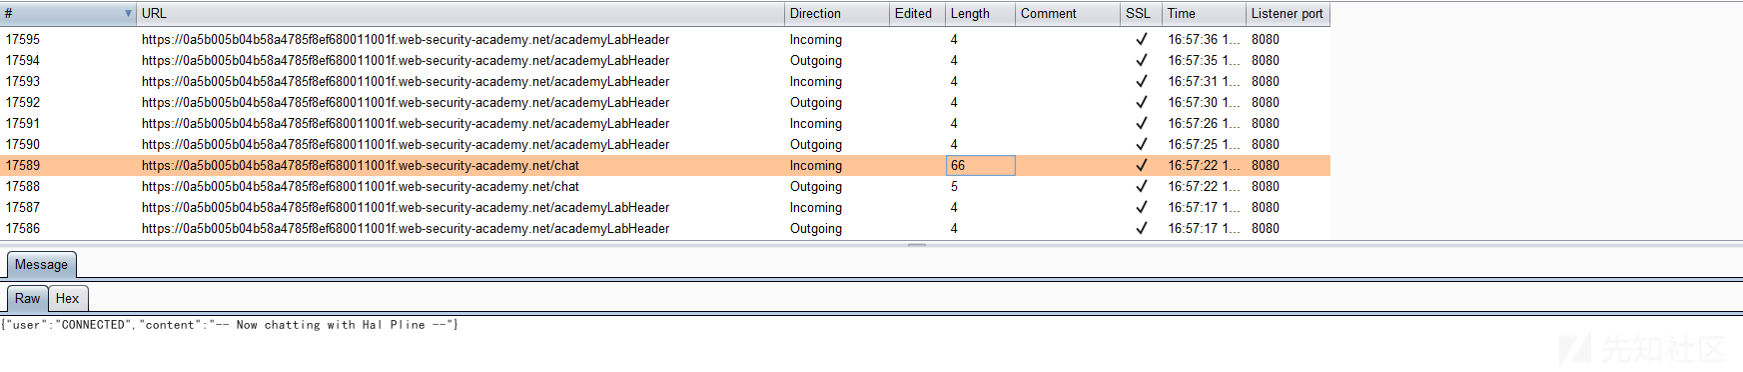 # URL Direction Edited Length Comment SSL Time Listener port
17595 https://0a5b005b04b58a4785f8ef680011001f.web-security-academy.net/academyLabHeader Incoming 4 ✓ 16:57:36 1... 8080
17594 https://0a5b005b04b58a4785f8ef680011001f.web-security-academy.net/academyLabHeader Outgoing 4 ✓ 16:57:35 1... 8080
17593 https://0a5b005b04b58a4785f8ef680011001f.web-security-academy.net/academyLabHeader Incoming 4 ✓ 16:57:31 1... 8080
17592 https://0a5b005b04b58a4785f8ef680011001f.web-security-academy.net/academyLabHeader Outgoing 4 ✓ 16:57:30 1... 8080
17591 https://0a5b005b04b58a4785f8ef680011001f.web-security-academy.net/academyLabHeader Incoming 4 ✓ 16:57:26 1... 8080
17590 https://0a5b005b04b58a4785f8ef680011001f.web-security-academy.net/academyLabHeader Outgoing 4 ✓ 16:57:25 1... 8080
17589 https://0a5b005b04b58a4785f8ef680011001f.web-security-academy.net/chat Incoming 66 ✓ 16:57:22 1... 8080
17588 https://0a5b005b04b58a4785f8ef680011001f.web-security-academy.net/chat Outgoing 5 ✓ 16:57:22 1... 8080
17587 https://0a5b005b04b58a4785f8ef680011001f.web-security-academy.net/academyLabHeader Incoming 4 ✓ 16:57:17 1... 8080
17586 https://0a5b005b04b58a4785f8ef680011001f.web-security-academy.net/academyLabHeader Outgoing 4 ✓ 16:57:17 1... 8080
Message
Raw Hex
{"user":"CONNECTED","content":"-- Now chatting with Hal Pline --"}
先知社区